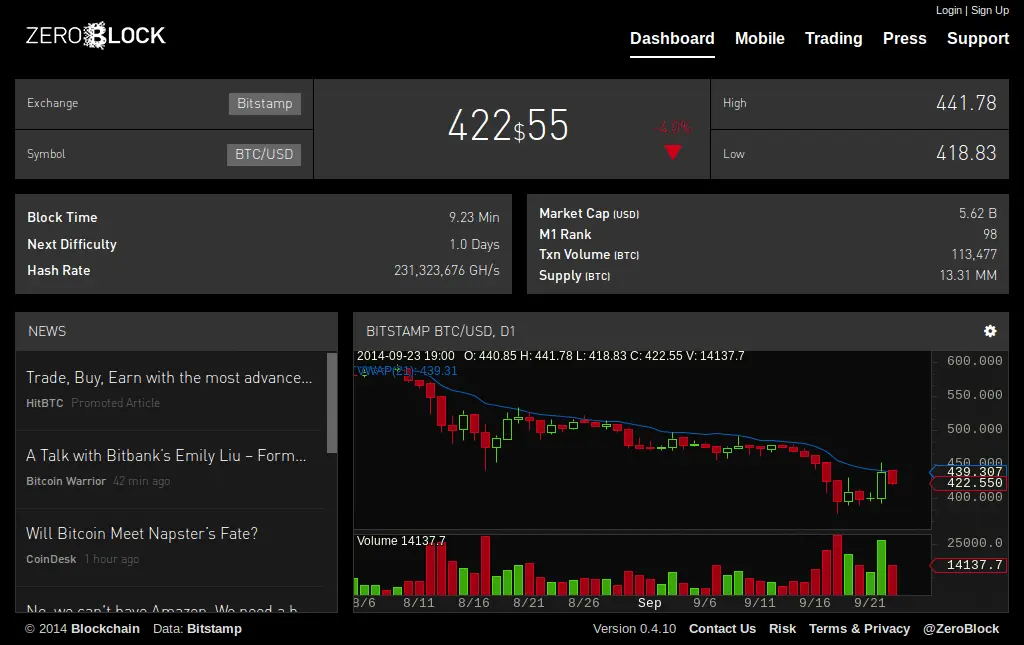 Login | Sign Up
ZEROBLOCK
Dashboard Mobile Trading Press Support
Exchange Bitstamp
Symbol BTC/USD
422$55
-4.0%
High 441.78
Low 418.83
Block Time 9.23 Min
Next Difficulty 1.0 Days
Hash Rate 231,323,676 GH/s
Market Cap (USD) 5.62 B
M1 Rank 98
Txn Volume (BTC) 113,477
Supply (BTC) 13.31 MM
NEWS
Trade, Buy, Earn with the most advance...
HitBTC Promoted Article
A Talk with Bitbank's Emily Liu – Form...
Bitcoin Warrior 42 min ago
Will Bitcoin Meet Napster's Fate?
CoinDesk 1 hour ago
No, we can't have Amazon. We need a b
BITSTAMP BTC/USD, D1
2014-09-23 19:00 O: 440.85 H: 441.78 L: 418.83 C: 422.55 V: 14137.7
VWAP(21): 439.31
600.000
550.000
500.000
450.000
439.307
422.550
400.000
Volume 14137.7
25000.0
14137.7
8/6 8/11 8/16 8/21 8/26 Sep 9/6 9/11 9/16 9/21
© 2014 Blockchain Data: Bitstamp
Version 0.4.10 Contact Us Risk Terms & Privacy @ZeroBlock